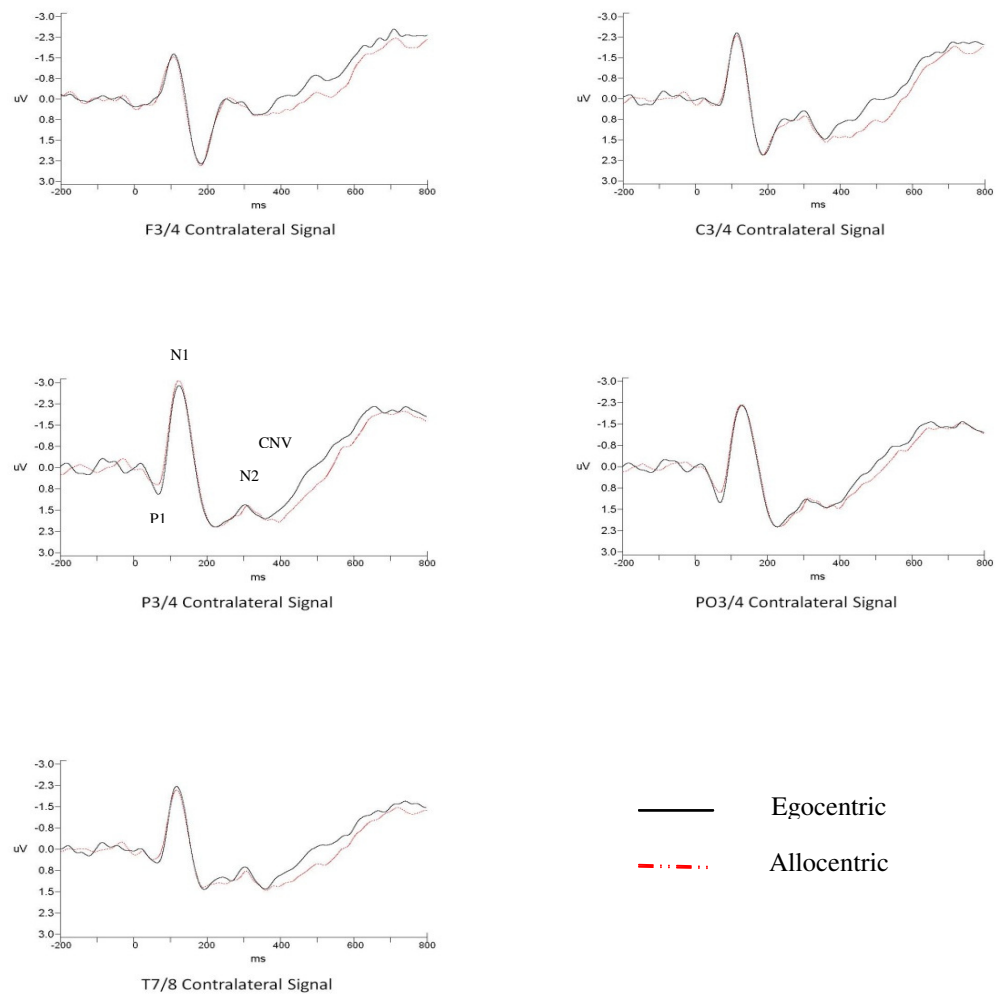 -3.0
-2.3
-1.5
-0.8
uV 0.0
0.8
1.5
2.3
3.0
-200 0 200 400 600 800
ms
F3/4 Contralateral Signal
-3.0
-2.3
-1.5
-0.8
uV 0.0
0.8
1.5
2.3
3.0
-200 0 200 400 600 800
ms
C3/4 Contralateral Signal
N1
-3.0
-2.3
-1.5
-0.8
CNV
uV 0.0
N2
0.8
1.5
P1
2.3
3.0
-200 0 200 400 600 800
ms
P3/4 Contralateral Signal
-3.0
-2.3
-1.5
-0.8
uV 0.0
0.8
1.5
2.3
3.0
-200 0 200 400 600 800
ms
PO3/4 Contralateral Signal
-3.0
-2.3
-1.5
-0.8
uV 0.0
0.8
1.5
2.3
3.0
-200 0 200 400 600 800
ms
T7/8 Contralateral Signal
Egocentric
Allocentric